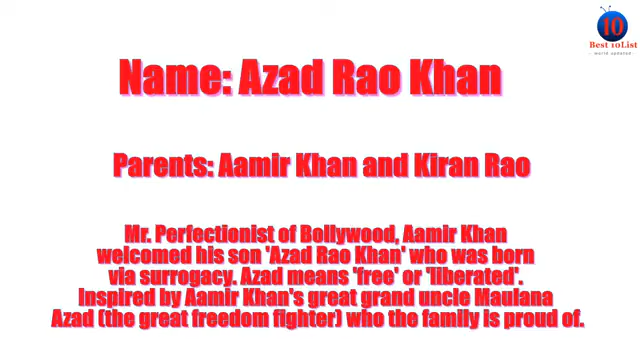 10
Best 10List
- world updated -
Name: Azad Rao Khan
Parents: Aamir Khan and Kiran Rao
Mr. Perfectionist of Bollywood, Aamir Khan
welcomed his son 'Azad Rao Khan' who was born
via surrogacy. Azad means 'free' or 'liberated'.
Inspired by Aamir Khan's great grand uncle Maulana
Azad (the great freedom fighter) who the family is proud of.